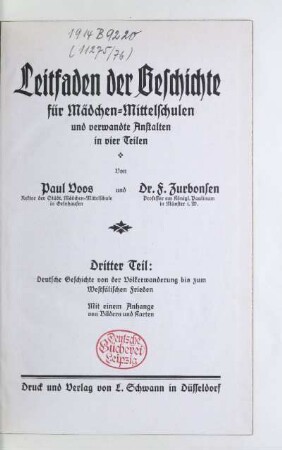 1914 B 9220
(11275/76)
Leitfaden der Geschichte
für Mädchen=Mittelschulen
und verwandte Anstalten
in vier Teilen
Von
Paul Voos und Dr. F. Zurbonsen
Rektor der Städt. Mädchen=Mittelschule Professor am Königl. Paulinum
in Gelnhausen in Münster i. W.
Dritter Teil:
Deutsche Geschichte von der Völkerwanderung bis zum
Westfälischen Frieden
Mit einem Anhange
von Bildern und Karten
Deutsche
Bücherei
Leipzig
Druck und Verlag von L. Schwann in Düsseldorf